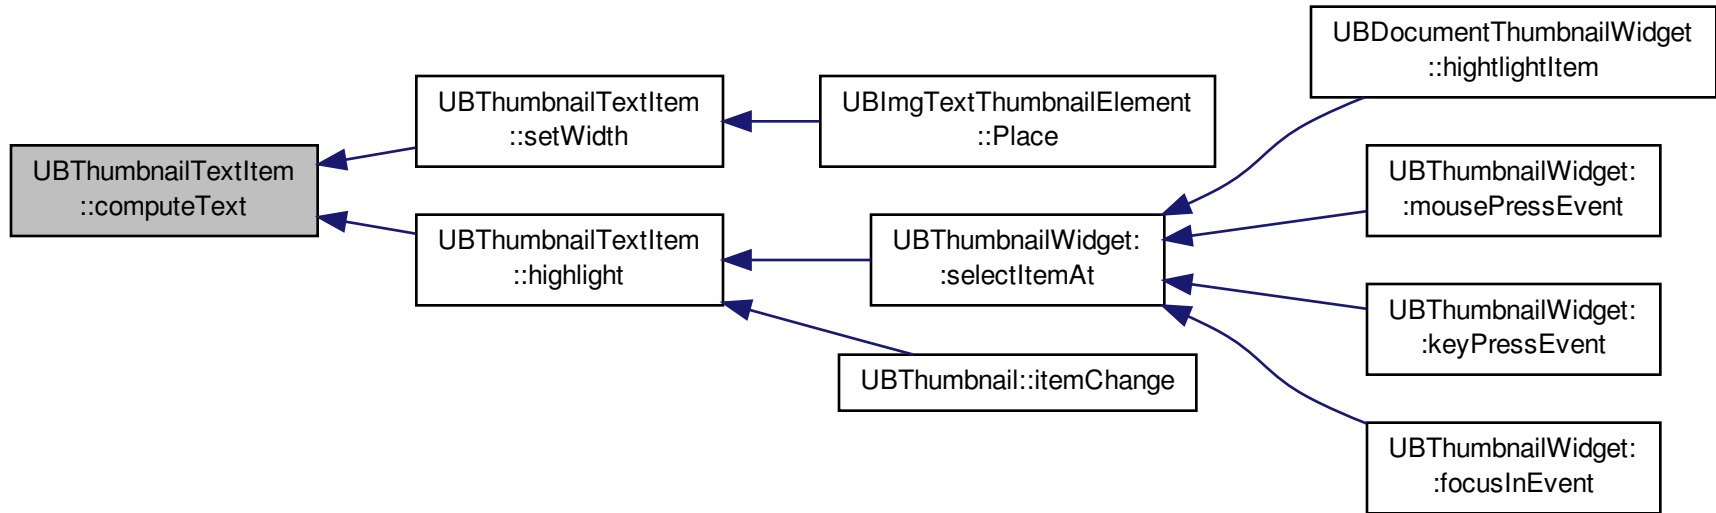 UBThumbnailTextItem
::computeText
UBThumbnailTextItem
::setWidth
UBThumbnailTextItem
::highlight
UBImgTextThumbnailElement
::Place
UBThumbnailWidget:
:selectItemAt
UBThumbnail::itemChange
UBDocumentThumbnailWidget
::hightlightItem
UBThumbnailWidget:
:mousePressEvent
UBThumbnailWidget:
:keyPressEvent
UBThumbnailWidget:
:focusInEvent